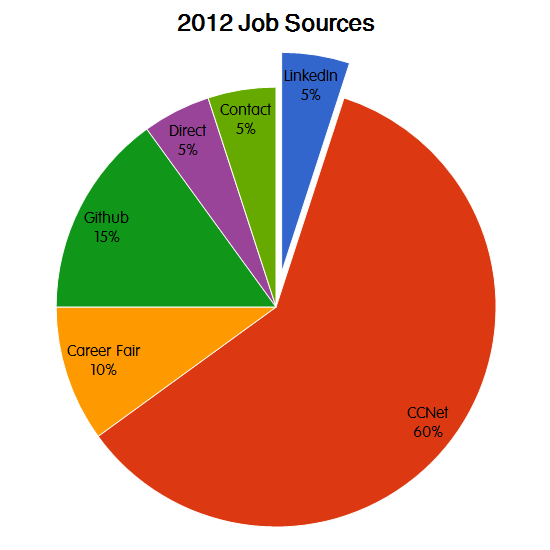 2012 Job Sources
LinkedIn
5%
Contact
5%
Direct
5%
Github
15%
Career Fair
10%
CCNet
60%